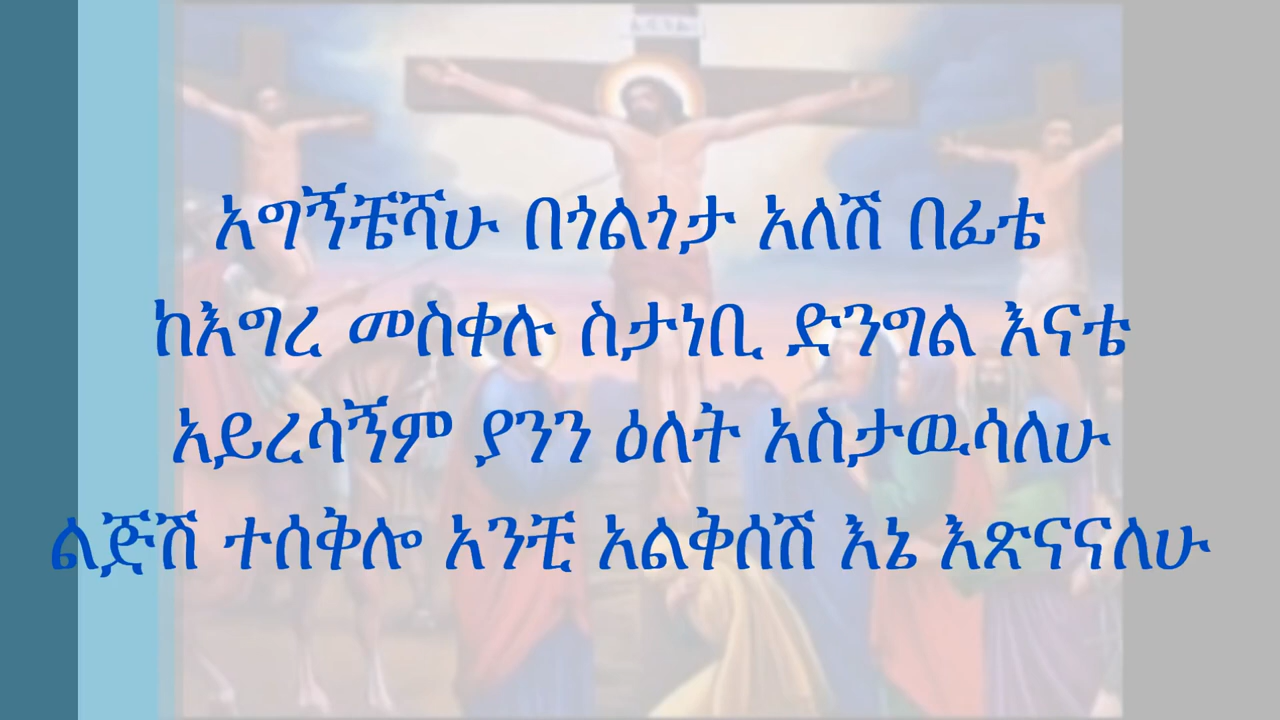 አግኝቼሻሁ በጎልጎታ አለሽ በፊቴ
ከእግረ መስቀሉ ስታነቢ ድንግል እናቴ
አይረሳኝም ያንን ዕለት አስታዉሳለሁ
ልጅሽ ተሰቅሎ አንቺ አልቅሰሽ እኔ እጽናናለሁ